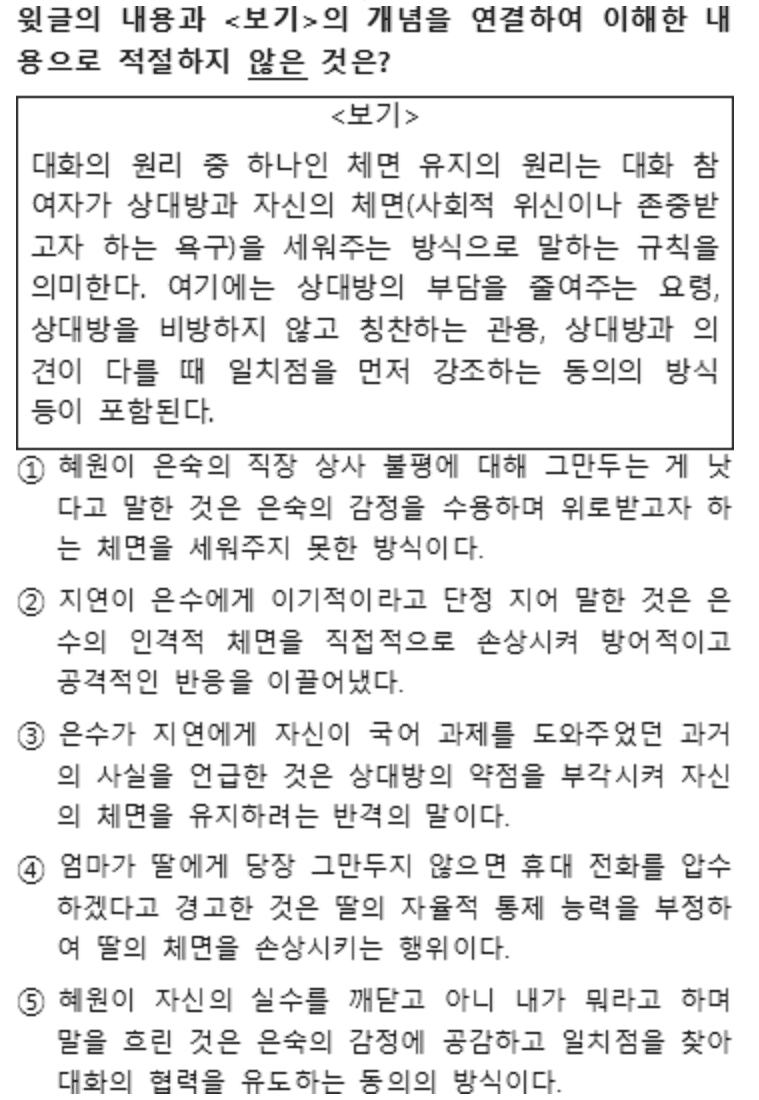 윗글의 내용과 <보기>의 개념을 연결하여 이해한 내
용으로 적절하지 않은 것은?
<보기>
대화의 원리 중 하나인 체면 유지의 원리는 대화 참
여자가 상대방과 자신의 체면(사회적 위신이나 존중받
고자 하는 욕구)을 세워주는 방식으로 말하는 규칙을
의미한다. 여기에는 상대방의 부담을 줄여주는 요령,
상대방을 비방하지 않고 칭찬하는 관용, 상대방과 의
견이 다를 때 일치점을 먼저 강조하는 동의의 방식
등이 포함된다.
① 혜원이 은숙의 직장 상사 불평에 대해 그만두는 게 낫
다고 말한 것은 은숙의 감정을 수용하며 위로받고자 하
는 체면을 세워주지 못한 방식이다.
② 지연이 은수에게 이기적이라고 단정 지어 말한 것은 은
수의 인격적 체면을 직접적으로 손상시켜 방어적이고
공격적인 반응을 이끌어냈다.
③ 은수가 지연에게 자신이 국어 과제를 도와주었던 과거
의 사실을 언급한 것은 상대방의 약점을 부각시켜 자신
의 체면을 유지하려는 반격의 말이다.
④ 엄마가 딸에게 당장 그만두지 않으면 휴대 전화를 압수
하겠다고 경고한 것은 딸의 자율적 통제 능력을 부정하
여 딸의 체면을 손상시키는 행위이다.
⑤ 혜원이 자신의 실수를 깨닫고 아니 내가 뭐라고 하며
말을 흐린 것은 은숙의 감정에 공감하고 일치점을 찾아
대화의 협력을 유도하는 동의의 방식이다.